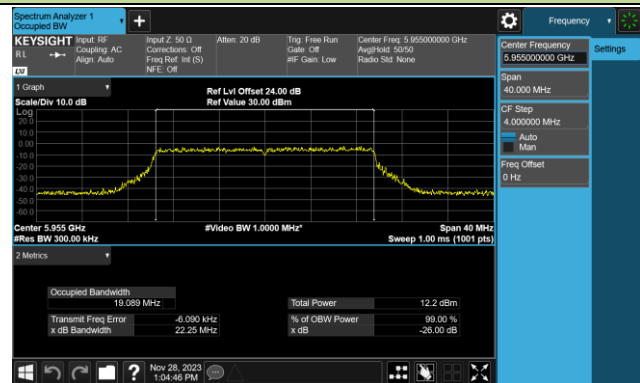 Spectrum Analyzer 1
Occupied BW
Frequency
KEYSIGHT
RL
Input: RF
Coupling: AC
Align: Auto
Input Z: 50 Ω
Corrections: Off
Freq Ref: Int (S)
NFE: Off
Atten: 20 dB
Trig: Free Run
Gate: Off
#IF Gain: Low
Center Freq: 5.955000000 GHz
Avg|Hold: 50/50
Radio Std: None
Center Frequency
5.955000000 GHz
Settings
Span
40.000 MHz
CF Step
4.000000 MHz
Auto
Man
Freq Offset
0 Hz
1 Graph
Scale/Div 10.0 dB
Ref Lvl Offset 24.00 dB
Ref Value 30.00 dBm
Log
20.0
10.0
0.00
-10.0
-20.0
-30.0
-40.0
-50.0
-60.0
Center 5.955 GHz
#Res BW 300.00 kHz
#Video BW 1.0000 MHz*
Span 40 MHz
Sweep 1.00 ms (1001 pts)
2 Metrics
Occupied Bandwidth
19.089 MHz
Total Power 12.2 dBm
Transmit Freq Error -6.090 kHz
% of OBW Power 99.00 %
x dB Bandwidth 22.25 MHz
x dB -26.00 dB
?
Nov 28, 2023
1:04:46 PM